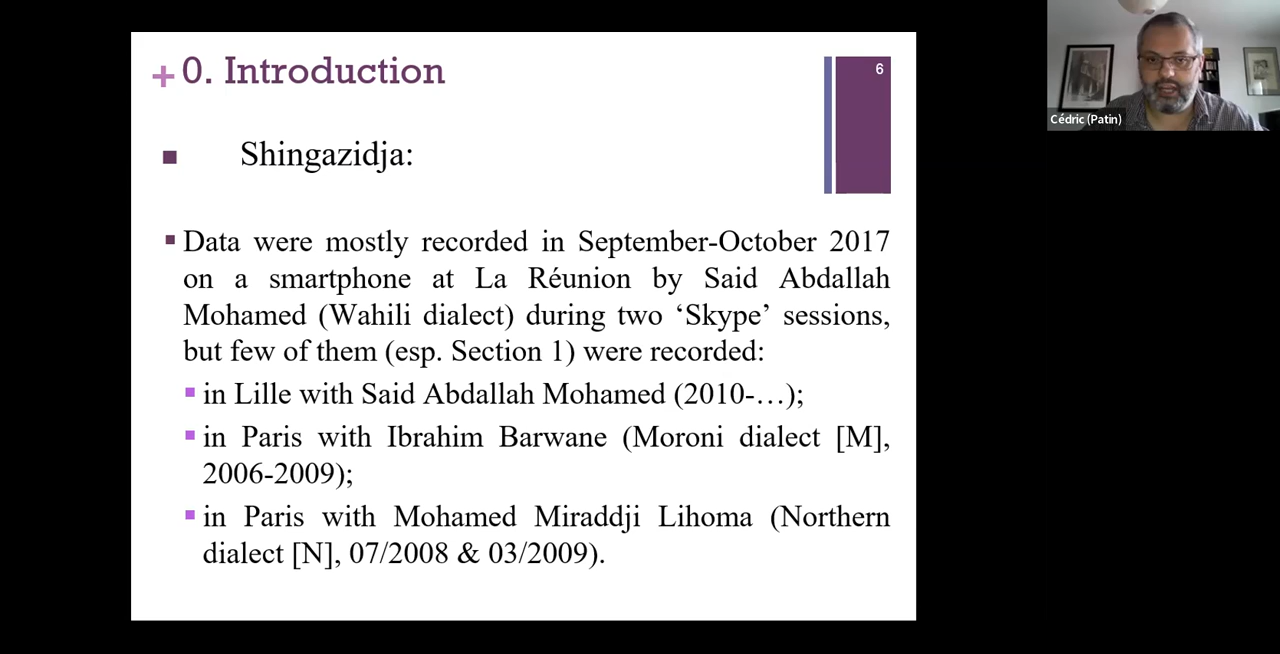 + 0. Introduction
6
Shingazidja:
Data were mostly recorded in September-October 2017
on a smartphone at La Réunion by Said Abdallah
Mohamed (Wahili dialect) during two ‘Skype’ sessions,
but few of them (esp. Section 1) were recorded:
in Lille with Said Abdallah Mohamed (2010-…);
in Paris with Ibrahim Barwane (Moroni dialect [M],
2006-2009);
in Paris with Mohamed Miraddji Lihoma (Northern
dialect [N], 07/2008 & 03/2009).
Cédric (Patin)